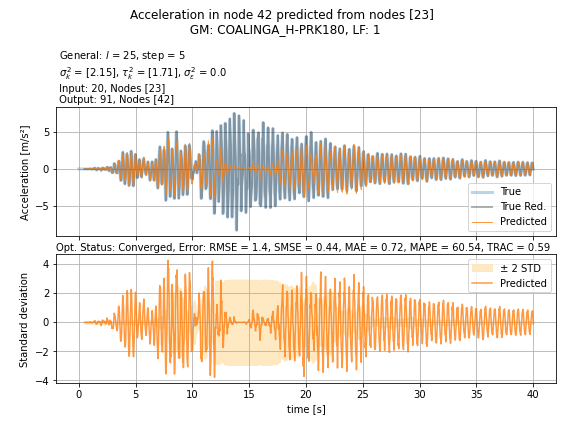 Acceleration in node 42 predicted from nodes [23]
GM: COALINGA_H-PRK180, LF: 1
General: l = 25, step = 5
σ²ₖ = [2.15], τ²ₖ = [1.71], σ²ε = 0.0
Input: 20, Nodes [23]
Output: 91, Nodes [42]
Acceleration [m/s²]
5
0
−5
True
True Red.
Predicted
Opt. Status: Converged, Error: RMSE = 1.4, SMSE = 0.44, MAE = 0.72, MAPE = 60.54, TRAC = 0.59
Standard deviation
4
2
0
−2
−4
± 2 STD
Predicted
0 5 10 15 20 25 30 35 40
time [s]